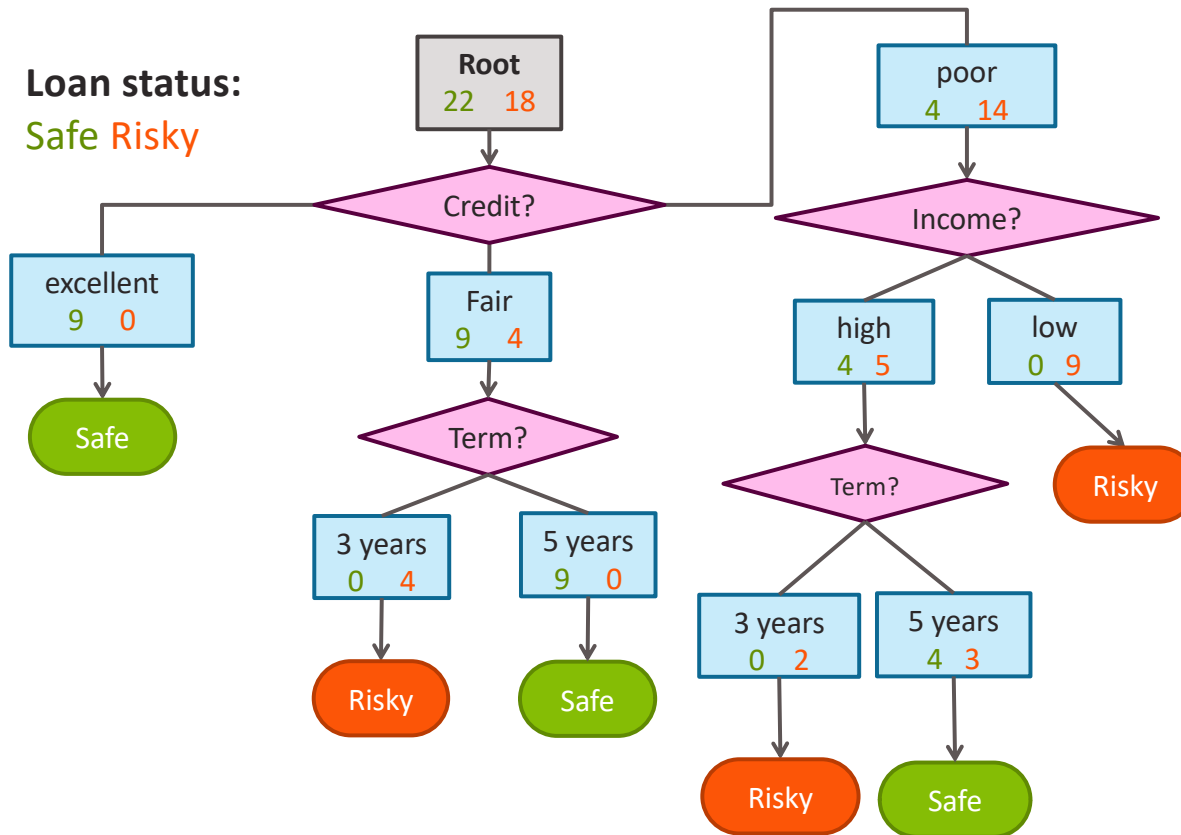 Loan status:
Safe Risky
Root
22 18
Credit?
excellent
9 0
Safe
Fair
9 4
Term?
3 years
0 4
Risky
5 years
9 0
Safe
poor
4 14
Income?
high
4 5
Term?
3 years
0 2
Risky
5 years
4 3
Safe
low
0 9
Risky